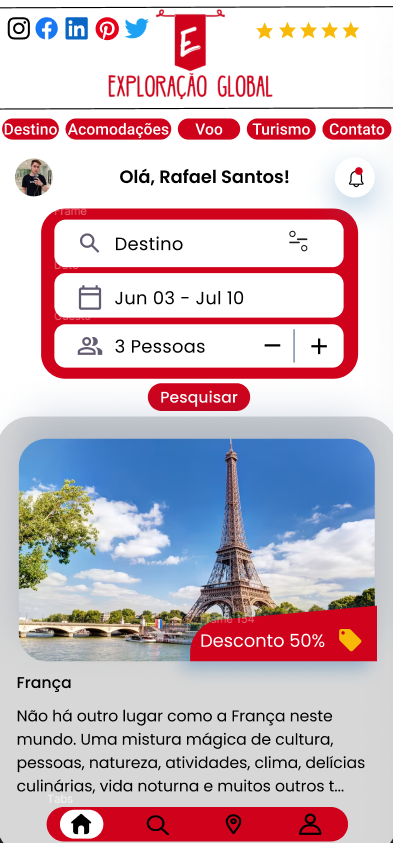 E
EXPLORAÇÃO GLOBAL
Destino Acomodações Voo Turismo Contato
Olá, Rafael Santos!
Frame
Destino
Date
Jun 03 - Jul 10
Guests
3 Pessoas
Pesquisar
Frame 154
Desconto 50%
França
Não há outro lugar como a França neste
mundo. Uma mistura mágica de cultura,
pessoas, natureza, atividades, clima, delícias
culinárias, vida noturna e muitos outros t...
Tabs